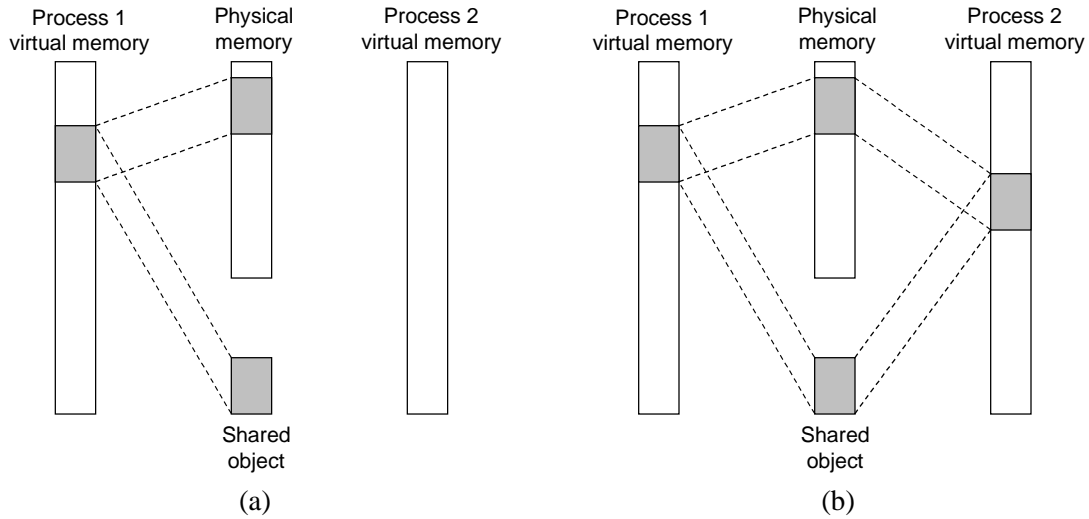 Process 1
virtual memory
Physical
memory
Process 2
virtual memory
Shared
object
(a)
Process 1
virtual memory
Physical
memory
Process 2
virtual memory
Shared
object
(b)